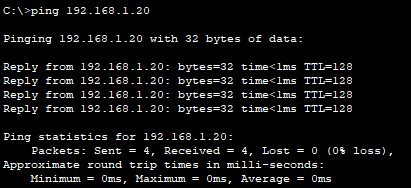 C:\>ping 192.168.1.20
Pinging 192.168.1.20 with 32 bytes of data:
Reply from 192.168.1.20: bytes=32 time<1ms TTL=128
Reply from 192.168.1.20: bytes=32 time<1ms TTL=128
Reply from 192.168.1.20: bytes=32 time<1ms TTL=128
Reply from 192.168.1.20: bytes=32 time<1ms TTL=128
Ping statistics for 192.168.1.20:
    Packets: Sent = 4, Received = 4, Lost = 0 (0% loss),
Approximate round trip times in milli-seconds:
    Minimum = 0ms, Maximum = 0ms, Average = 0ms